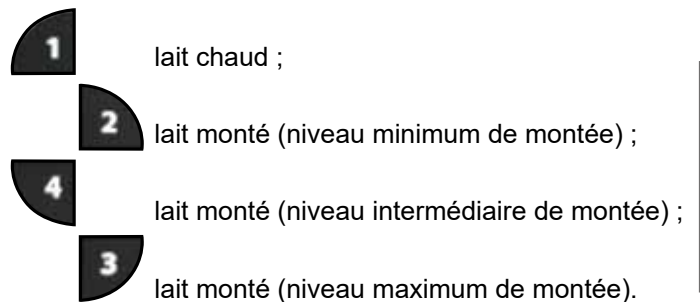 1 lait chaud ;
2 lait monté (niveau minimum de montée) ;
4 lait monté (niveau intermédiaire de montée) ;
3 lait monté (niveau maximum de montée).